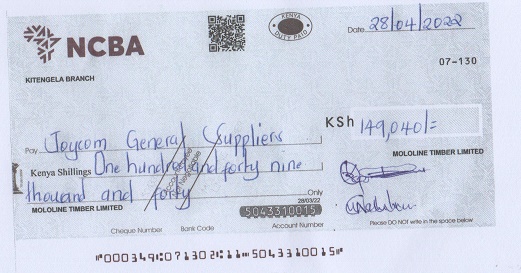 NCBA
KENYA
DUTY PAID
Date 28/04/2022
KITENGELA BRANCH
07-130
Pay Joycom General Suppliers
KSh 149,040/=
Kenya Shillings One hundred and forty nine
thousand and forty Only
MOLOLINE TIMBER LIMITED
MOLOLINE TIMBER LIMITED
28/03/22
5043310015
Cheque Number Bank Code Account Number
Please DO NOT write in the space below.
"000349"07130211"5043310015"